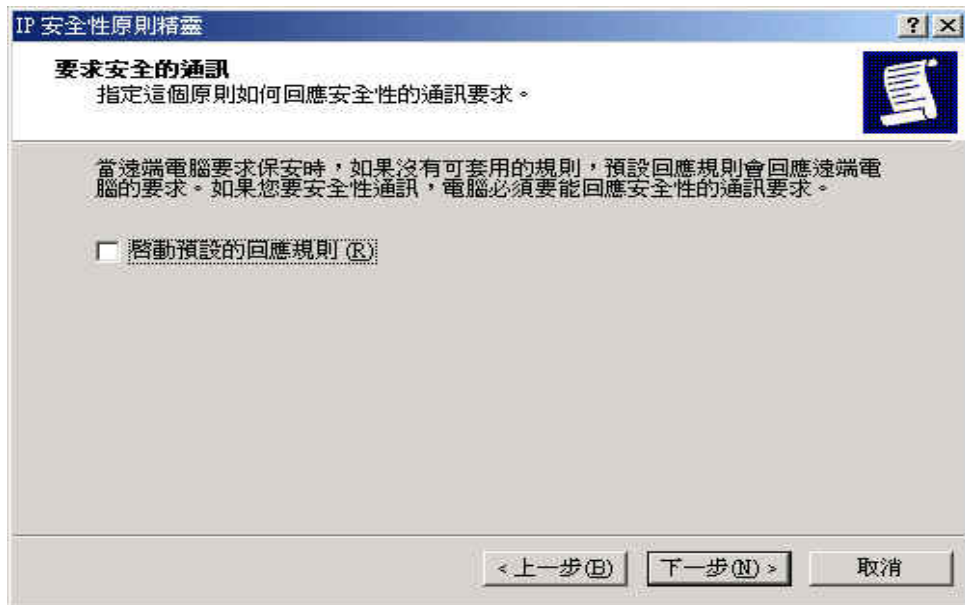 IP 安全性原則精靈
要求安全的通訊
指定這個原則如何回應安全性的通訊要求。
當遠端電腦要求保安時，如果沒有可套用的規則，預設回應規則會回應遠端電
腦的要求。如果您要安全性通訊，電腦必須要能回應安全性的通訊要求。
啟動預設的回應規則(R)
<上一步(B)
下一步(N)>
取消